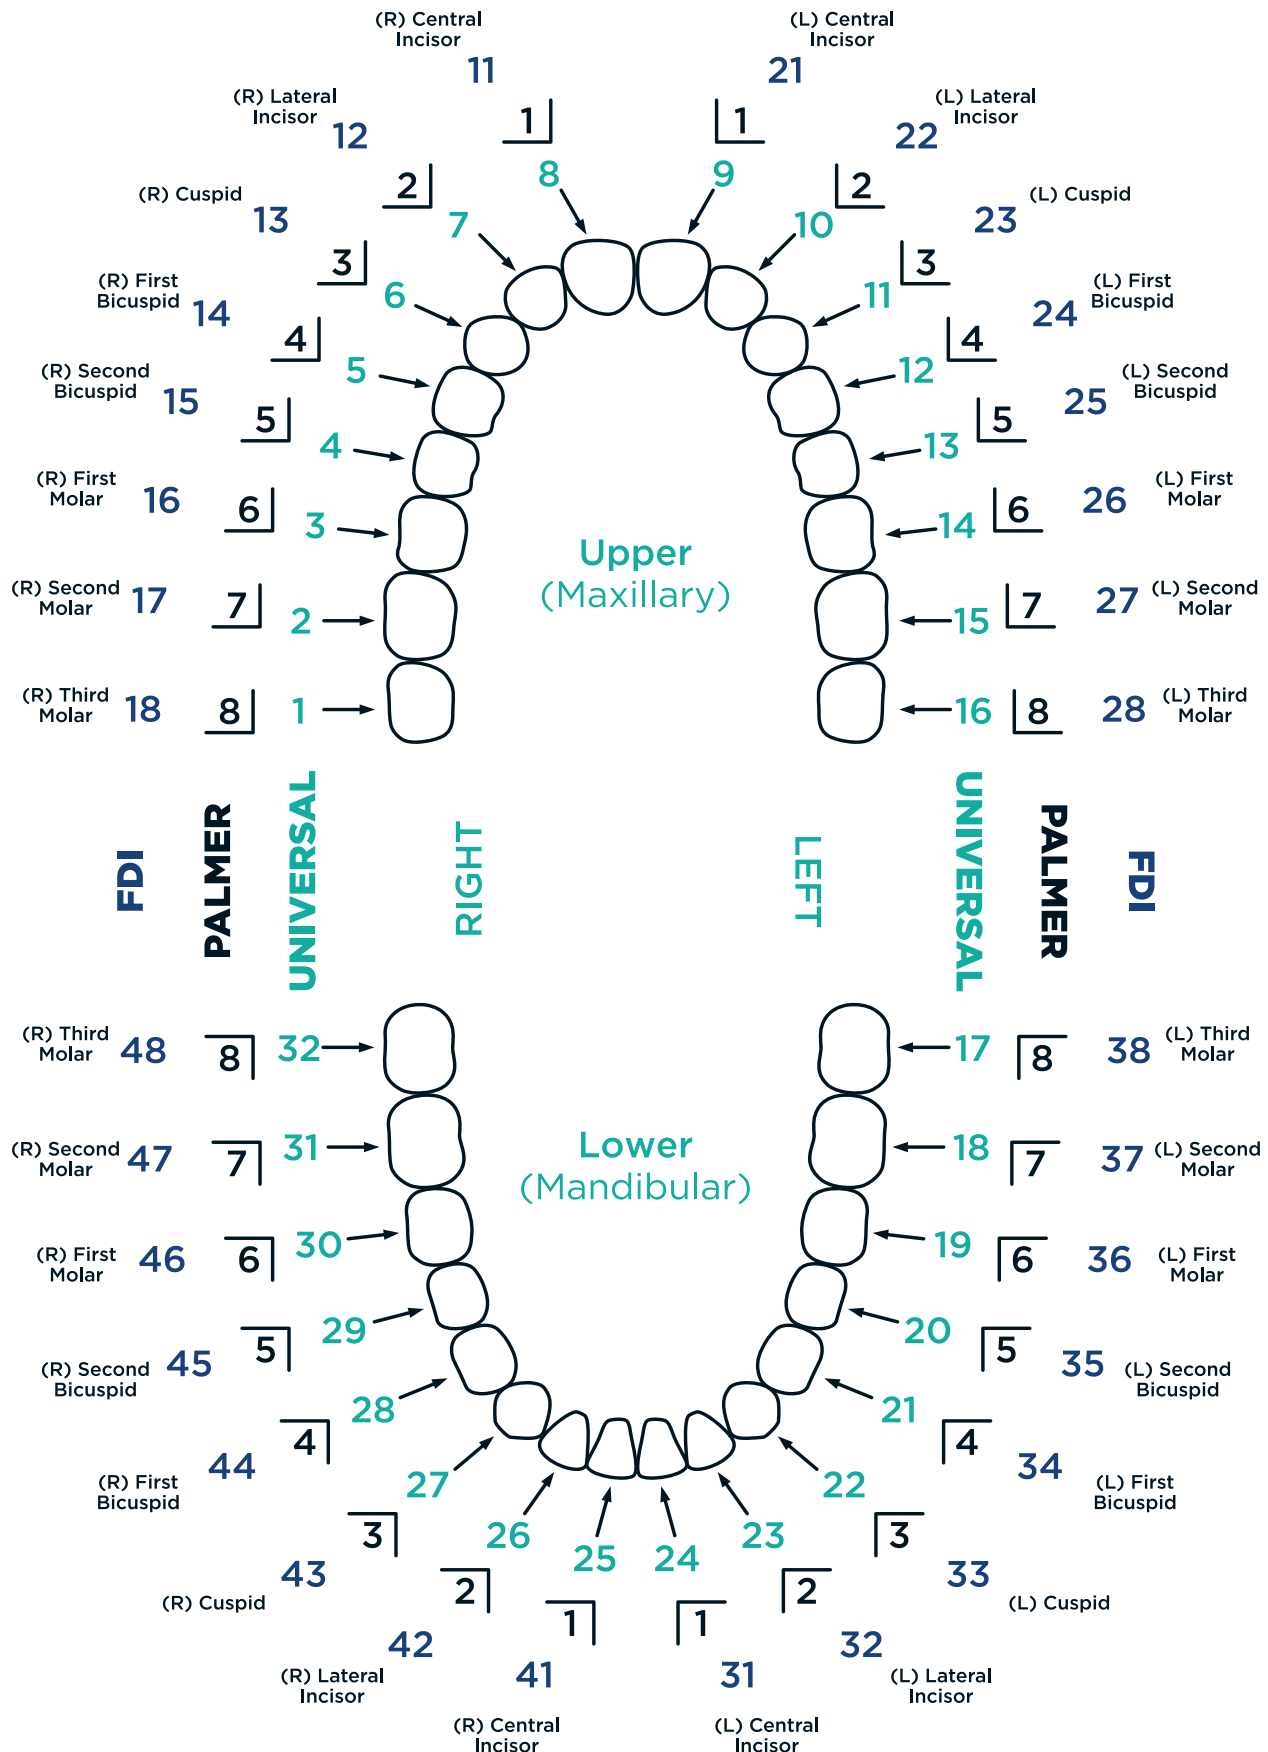 (R) Central
Incisor
11
1
8
(L) Central
Incisor
21
1
9
(R) Lateral
Incisor
12
2
7
(L) Lateral
Incisor
22
2
10
(R) Cuspid
13
3
6
(L) Cuspid
23
3
11
(R) First
Bicuspid
14
4
5
(L) First
Bicuspid
24
4
12
(R) Second
Bicuspid
15
5
4
(L) Second
Bicuspid
25
5
13
(R) First
Molar
16
6
3
(L) First
Molar
26
6
14
Upper
(Maxillary)
(R) Second
Molar
17
7
2
15
7
27
(L) Second
Molar
(R) Third
Molar
18
8
1
16
8
28
(L) Third
Molar
FDI
PALMER
UNIVERSAL
RIGHT
LEFT
UNIVERSAL
PALMER
FDI
(R) Third
Molar
48
8
32
17
8
38
(L) Third
Molar
(R) Second
Molar
47
7
31
18
7
37
(L) Second
Molar
Lower
(Mandibular)
(R) First
Molar
46
6
30
19
6
36
(L) First
Molar
(R) Second
Bicuspid
45
5
29
20
5
35
(L) Second
Bicuspid
(R) First
Bicuspid
44
4
28
21
4
34
(L) First
Bicuspid
(R) Cuspid
43
3
27
22
3
33
(L) Cuspid
(R) Lateral
Incisor
42
2
26
23
2
32
(L) Lateral
Incisor
(R) Central
Incisor
41
1
25
24
1
31
(L) Central
Incisor